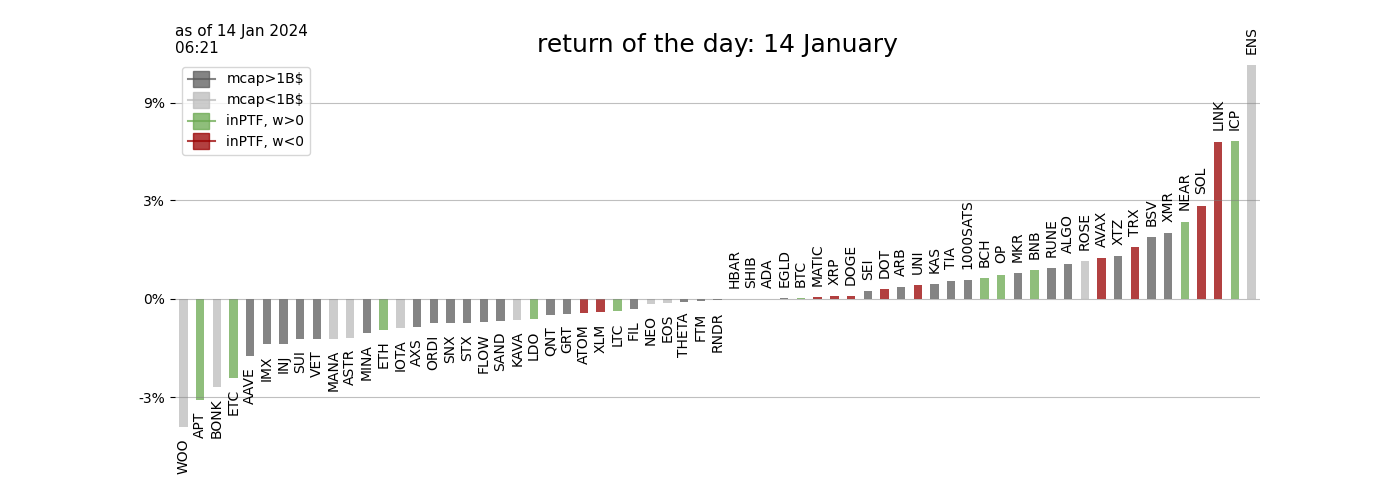 as of 14 Jan 2024
06:21
return of the day: 14 January
mcap>1B$
mcap<1B$
inPTF, w>0
inPTF, w<0
9%
3%
0%
-3%
WOO
APT
BONK
ETC
AAVE
IMX
INJ
SUI
VET
MANA
ASTR
MINA
ETH
IOTA
AXS
ORDI
SNX
STX
FLOW
SAND
KAVA
LDO
QNT
GRT
ATOM
XLM
LTC
FIL
NEO
EOS
THETA
FTM
RNDR
HBAR
SHIB
ADA
EGLD
BTC
MATIC
XRP
DOGE
SEI
DOT
ARB
UNI
KAS
TIA
1000SATS
BCH
OP
MKR
BNB
RUNE
ALGO
ROSE
AVAX
XTZ
TRX
BSV
XMR
NEAR
SOL
LINK
ICP
ENS